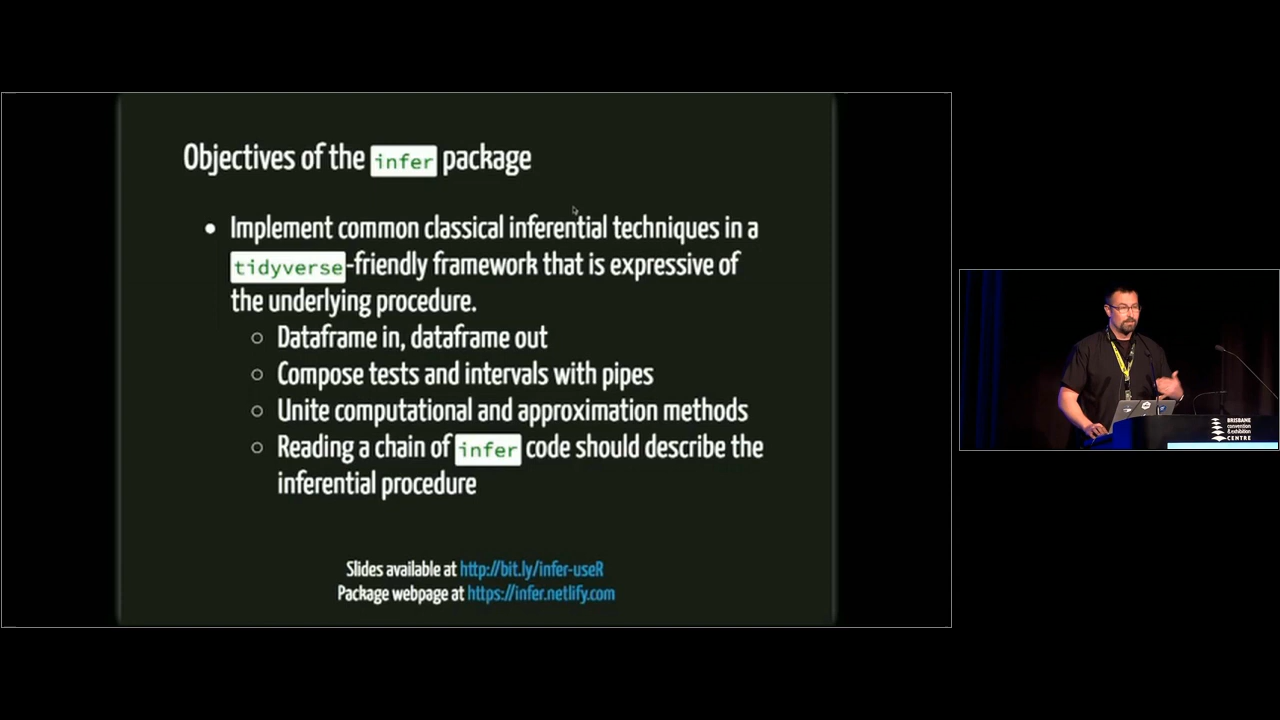 Objectives of the infer package
• Implement common classical inferential techniques in a
tidyverse-friendly framework that is expressive of
the underlying procedure.
○ Dataframe in, dataframe out
○ Compose tests and intervals with pipes
○ Unite computational and approximation methods
○ Reading a chain of infer code should describe the
inferential procedure
Slides available at http://bit.ly/infer-useR
Package webpage at https://infer.netlify.com
BRISBANE
convention
& exhibition
CENTRE